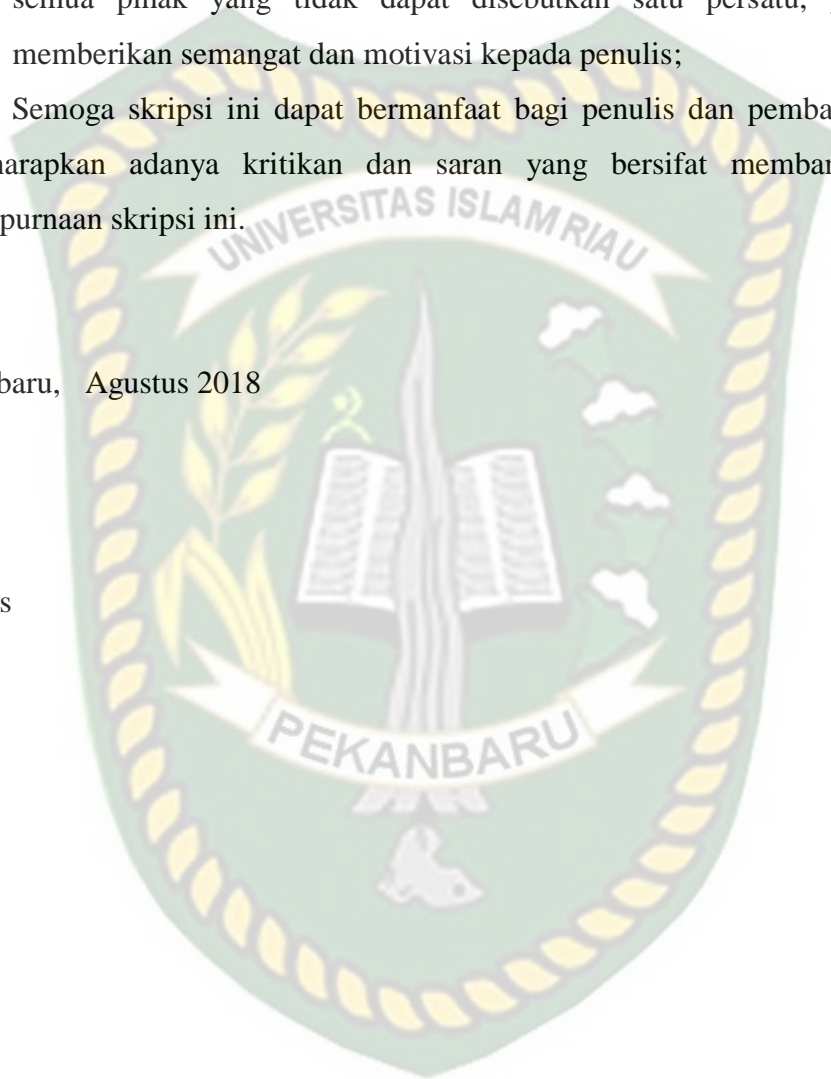 semua pihak yang tidak dapat disebutkan satu persatu,
memberikan semangat dan motivasi kepada penulis;
Semoga skripsi ini dapat bermanfaat bagi penulis dan pemba
harapkan adanya kritikan dan saran yang bersifat memban
purnaan skripsi ini.
UNIVERSITAS ISLAM RIAU
baru, Agustus 2018
s
PEKANBARU